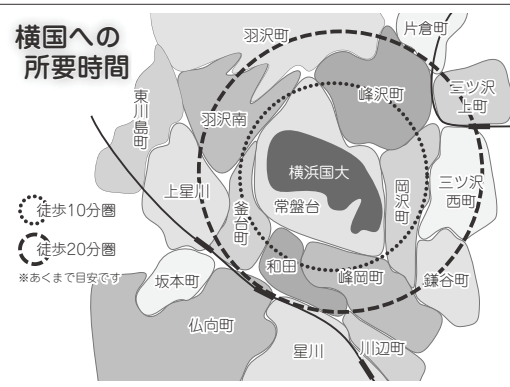 横国への
所要時間
羽沢町
片倉町
三ツ沢
上町
峰沢町
東川島町
羽沢南
横浜国大
常盤台
岡沢町
三ツ沢
西町
上星川
釜台町
徒歩10分圏
徒歩20分圏
※あくまで目安です
坂本町
和田
峰岡町
鎌谷町
仏向町
星川
川辺町